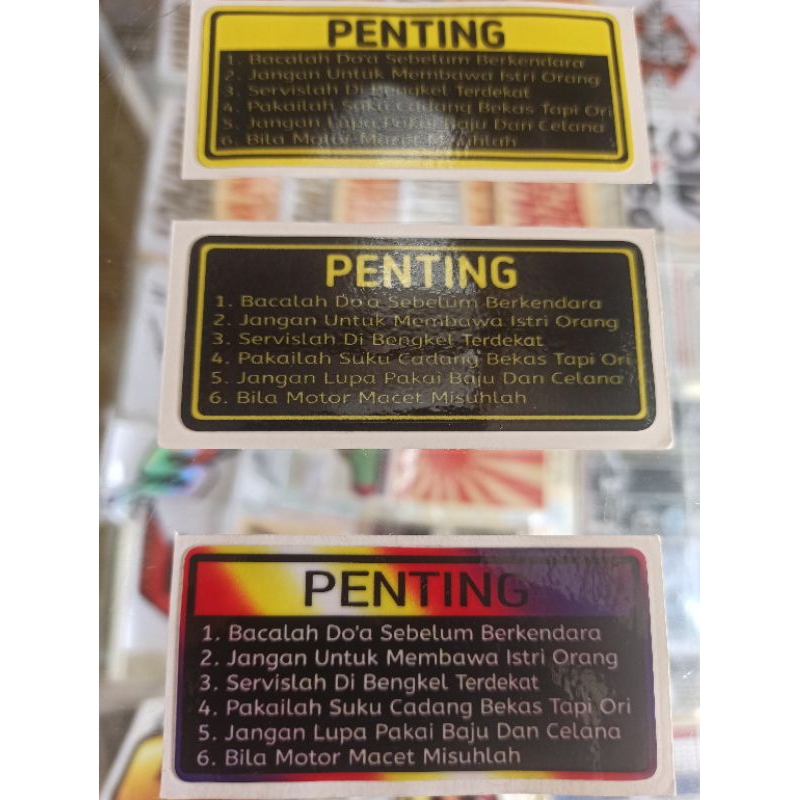 PENTING
1. Bacalah Do'a Sebelum Berkendara
2. Jangan Untuk Membawa Istri Orang
3. Servislah Di Bengkel Terdekat
4. Pakailah Suku Cadang Bekas Tapi Ori
5. Jangan Lupa Pakai Baju Dan Celana
6. Bila Motor Macet Misuhlah
PENTING
1. Bacalah Do'a Sebelum Berkendara
2. Jangan Untuk Membawa Istri Orang
3. Servislah Di Bengkel Terdekat
4. Pakailah Suku Cadang Bekas Tapi Ori
5. Jangan Lupa Pakai Baju Dan Celana
6. Bila Motor Macet Misuhlah
PENTING
1. Bacalah Do'a Sebelum Berkendara
2. Jangan Untuk Membawa Istri Orang
3. Servislah Di Bengkel Terdekat
4. Pakailah Suku Cadang Bekas Tapi Ori
5. Jangan Lupa Pakai Baju Dan Celana
6. Bila Motor Macet Misuhlah